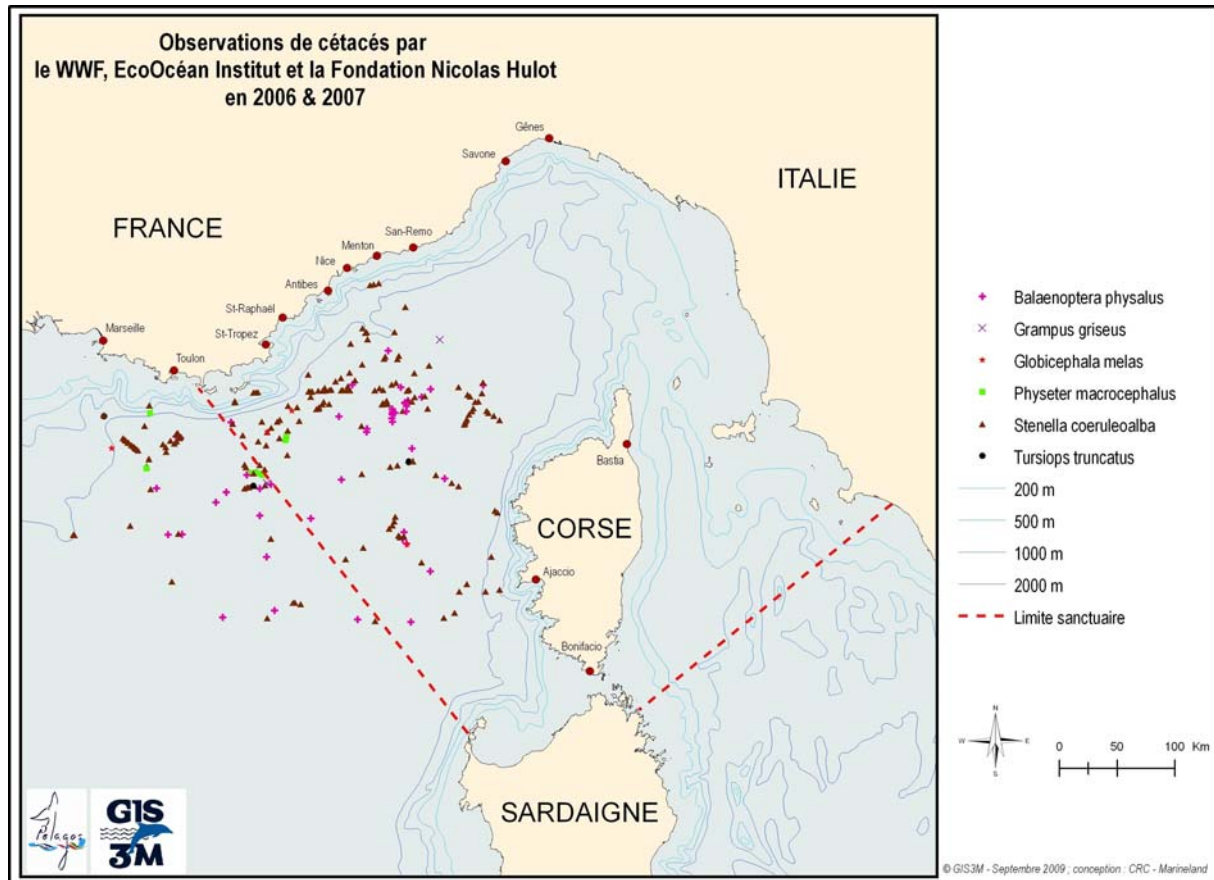 Observations de cétacés par
le WWF, EcoOcéan Institut et la Fondation Nicolas Hulot
en 2006 & 2007
Gênes
Savone
ITALIE
FRANCE
San-Remo
Menton
Nice
Antibes
St-Raphaël
St-Tropez
Marseille
Toulon
Bastia
CORSE
Ajaccio
Bonifacio
SARDAIGNE
Balaenoptera physalus
Grampus griseus
Globicephala melas
Physeter macrocephalus
Stenella coeruleoalba
Tursiops truncatus
200 m
500 m
1000 m
2000 m
Limite sanctuaire
N
W E
S
0 50 100 Km
Pelagos
GIS
3M
© GIS3M - Septembre 2009 ; conception : CRC - Marineland